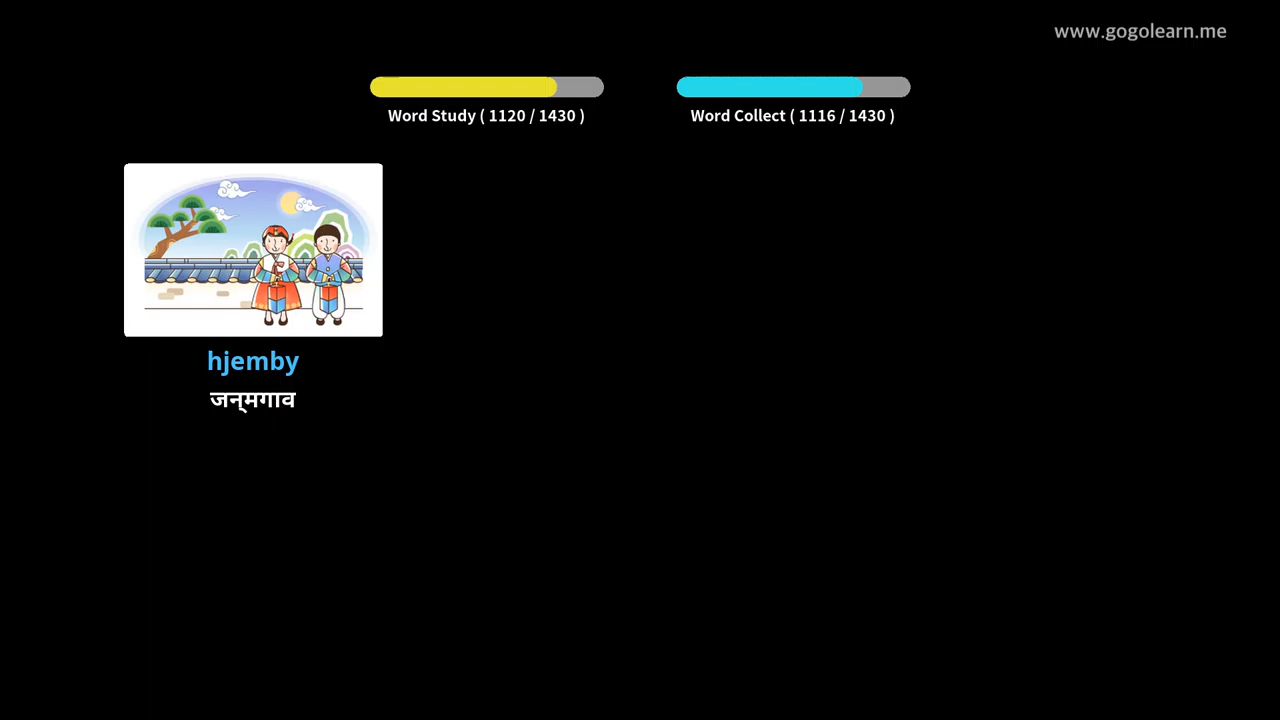 www.gogolearn.me
Word Study ( 1120 / 1430 )
Word Collect ( 1116 / 1430 )
hjemby
जन्मगाव